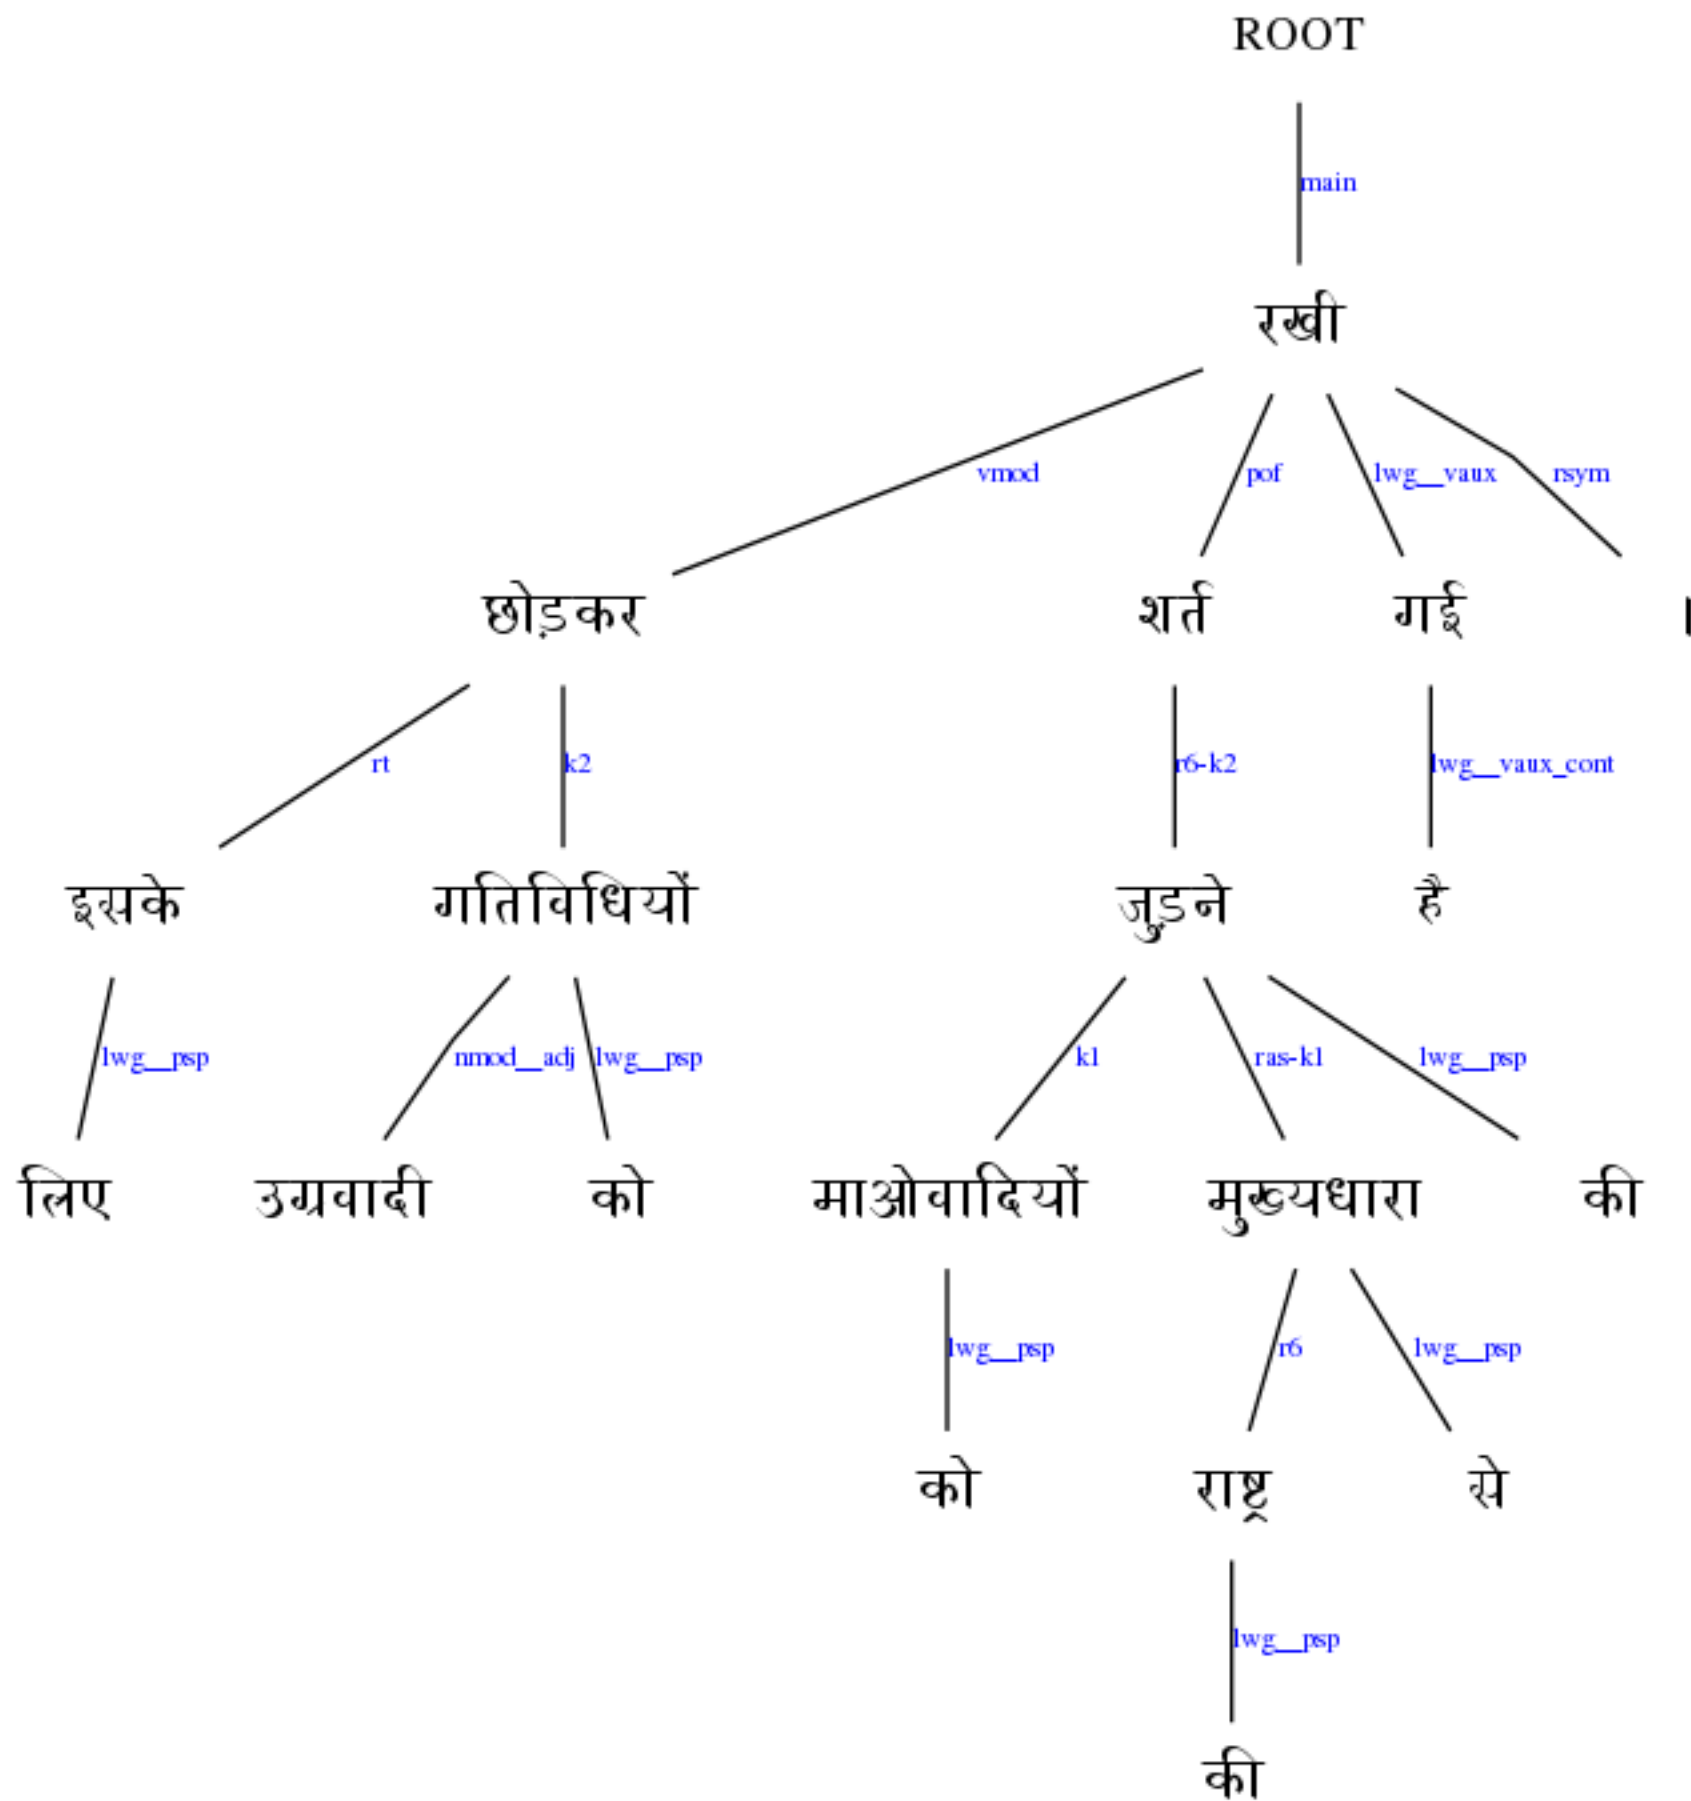 ROOT
main
रखी
vmod pof lwg__vaux rsym
छोड़कर शर्त गई ।
rt k2 r6-k2 lwg__vaux_cont
इसके गतिविधियों जुड़ने है
lwg__psp nmod__adj lwg__psp k1 ras-k1 lwg__psp
लिए उग्रवादी को माओवादियों मुख्यधारा की
lwg__psp r6 lwg__psp
को राष्ट्र से
lwg__psp
की